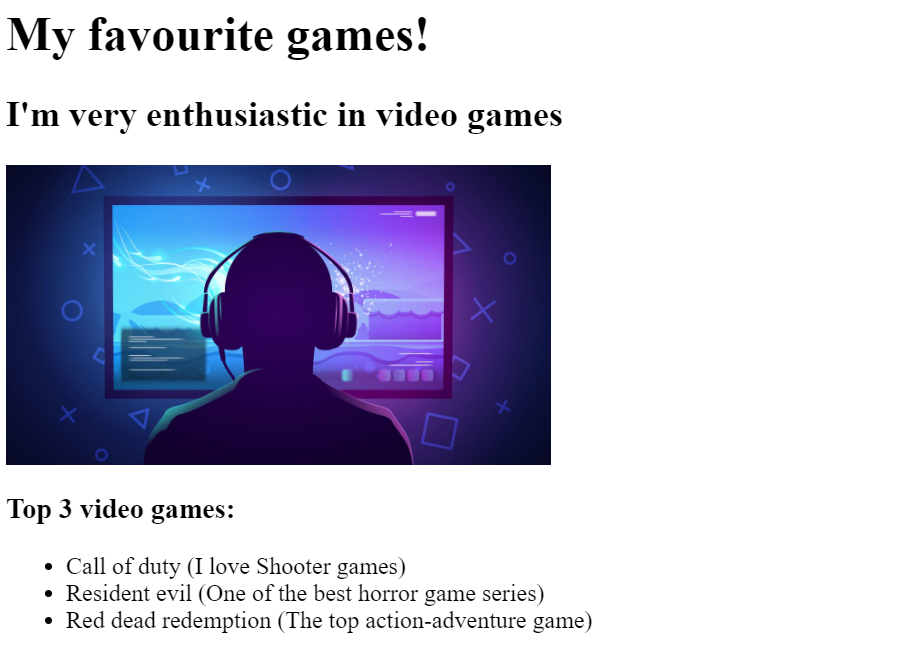 My favourite games!
I'm very enthusiastic in video games
Top 3 video games:
Call of duty (I love Shooter games)
Resident evil (One of the best horror game series)
Red dead redemption (The top action-adventure game)